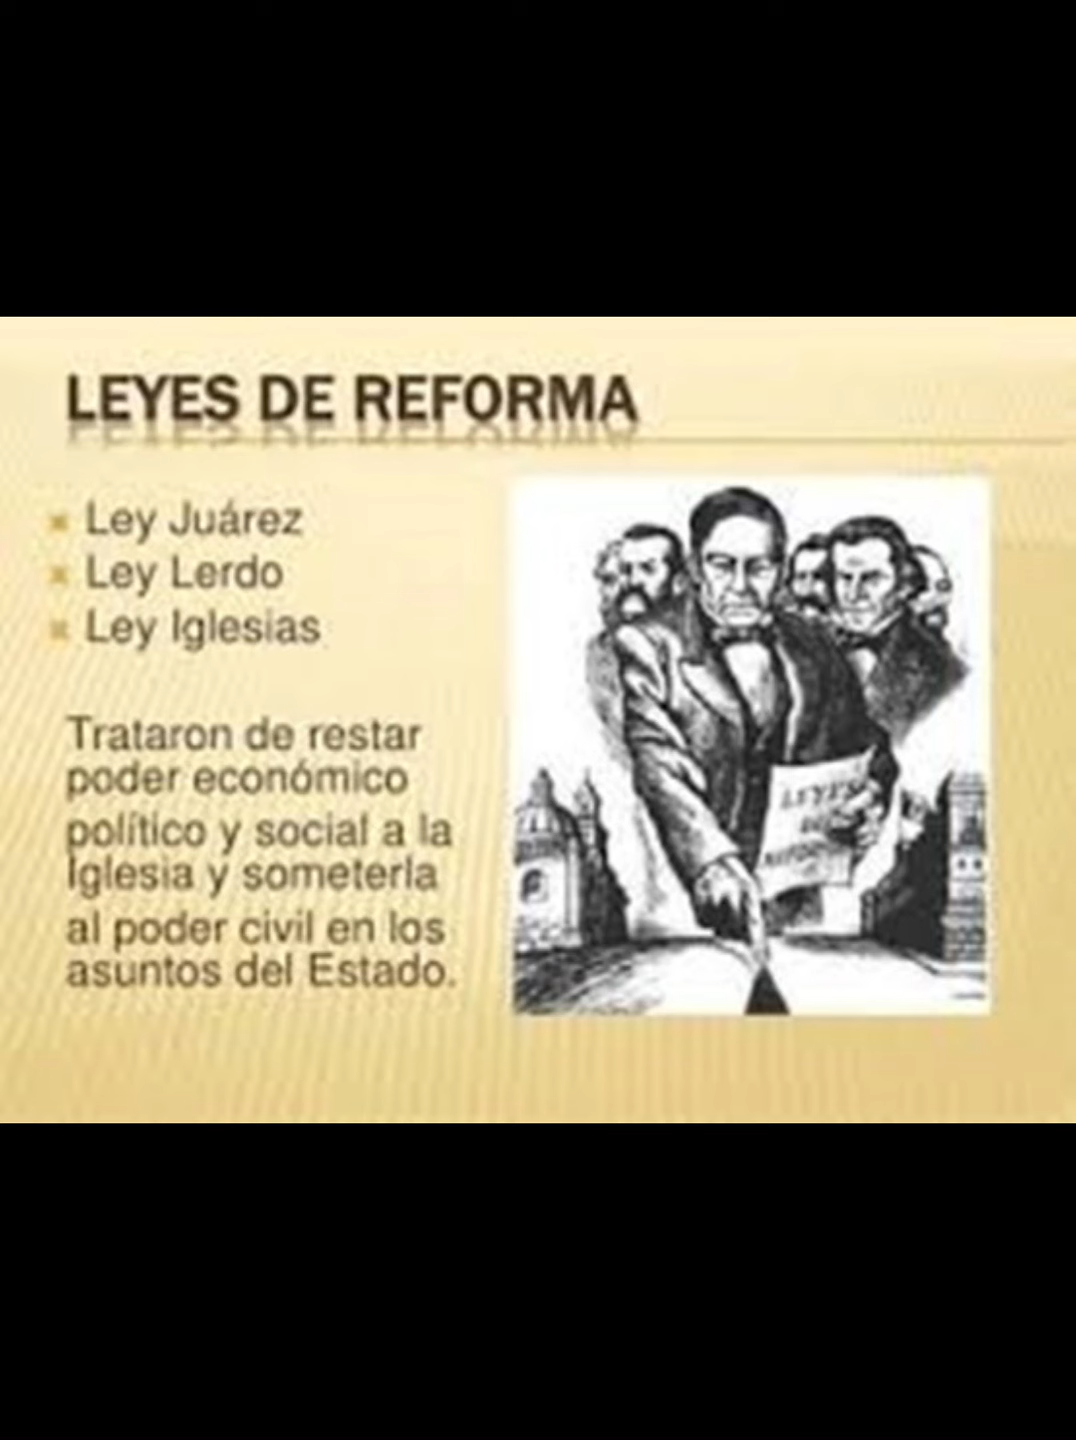 LEYES DE REFORMA
Ley Juárez
Ley Lerdo
Ley Iglesias
Trataron de restar
poder económico
político y social a la
Iglesia y someterla
al poder civil en los
asuntos del Estado.
LEYES